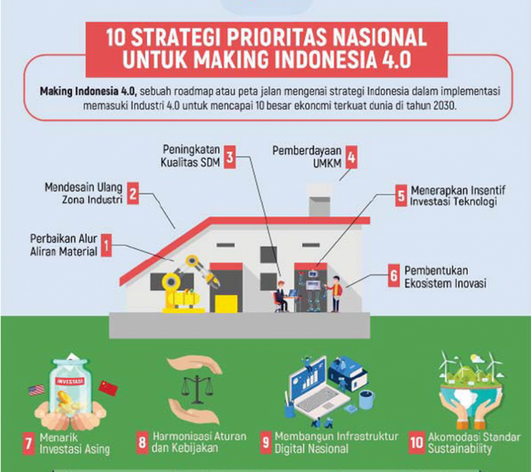 10 STRATEGI PRIORITAS NASIONAL
UNTUK MAKING INDONESIA 4.0
Making Indonesia 4.0, sebuah roadmap atau peta jalan mengenai strategi Indonesia dalam implementasi
memasuki Industri 4.0 untuk mencapai 10 besar ekonomi terkuat dunia di tahun 2030.
Peningkatan
Kualitas SDM 3
Pemberdayaan
UMKM 4
Mendesain Ulang
Zona Industri 2
5 Menerapkan Insentif
Investasi Teknologi
Perbaikan Alur
Aliran Material 1
6 Pembentukan
Ekosistem Inovasi
INVESTASI
7 Menarik
Investasi Asing
8 Harmonisasi Aturan
dan Kebijakan
9 Membangun Infrastruktur
Digital Nasional
10 Akomodasi Standar
Sustainability